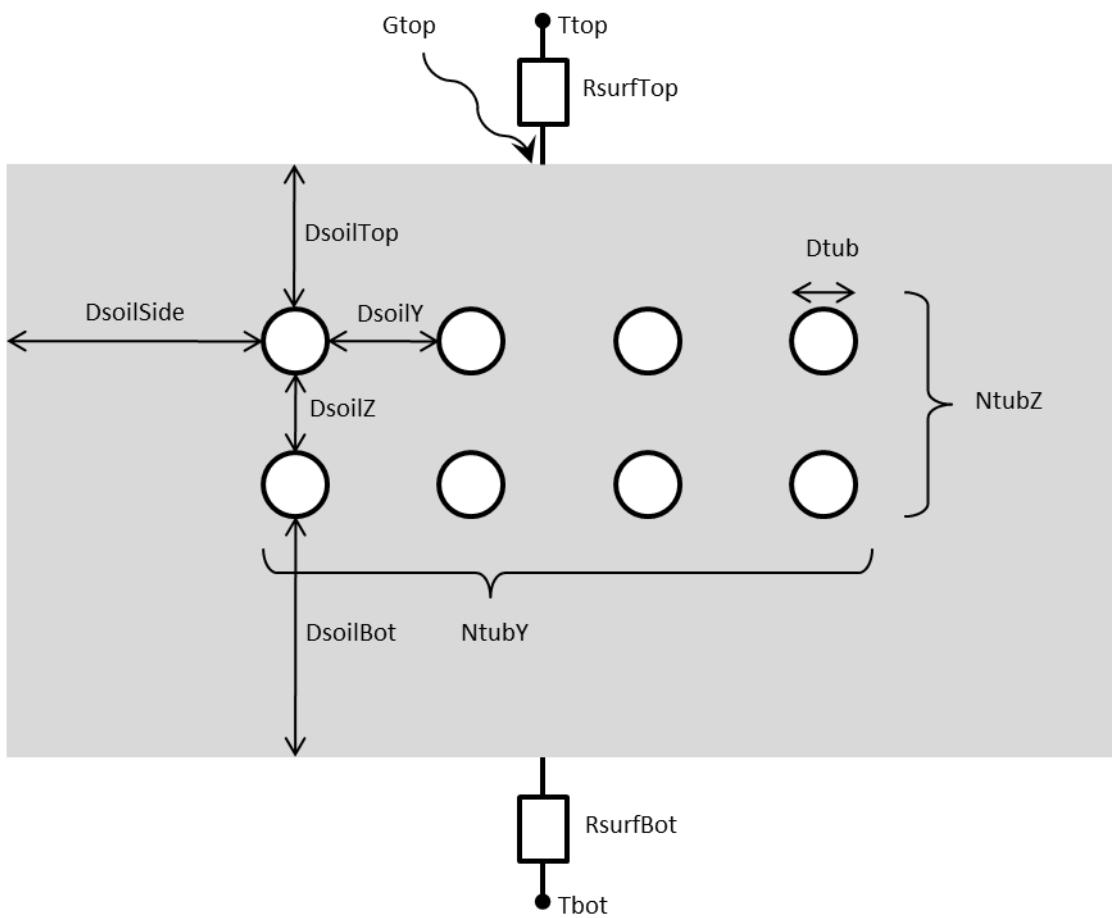 Gtop
Ttop
RsurfTop
DsoilTop
Dtub
DsoilSide
DsoilY
DsoilZ
NtubZ
DsoilBot
NtubY
RsurfBot
Tbot